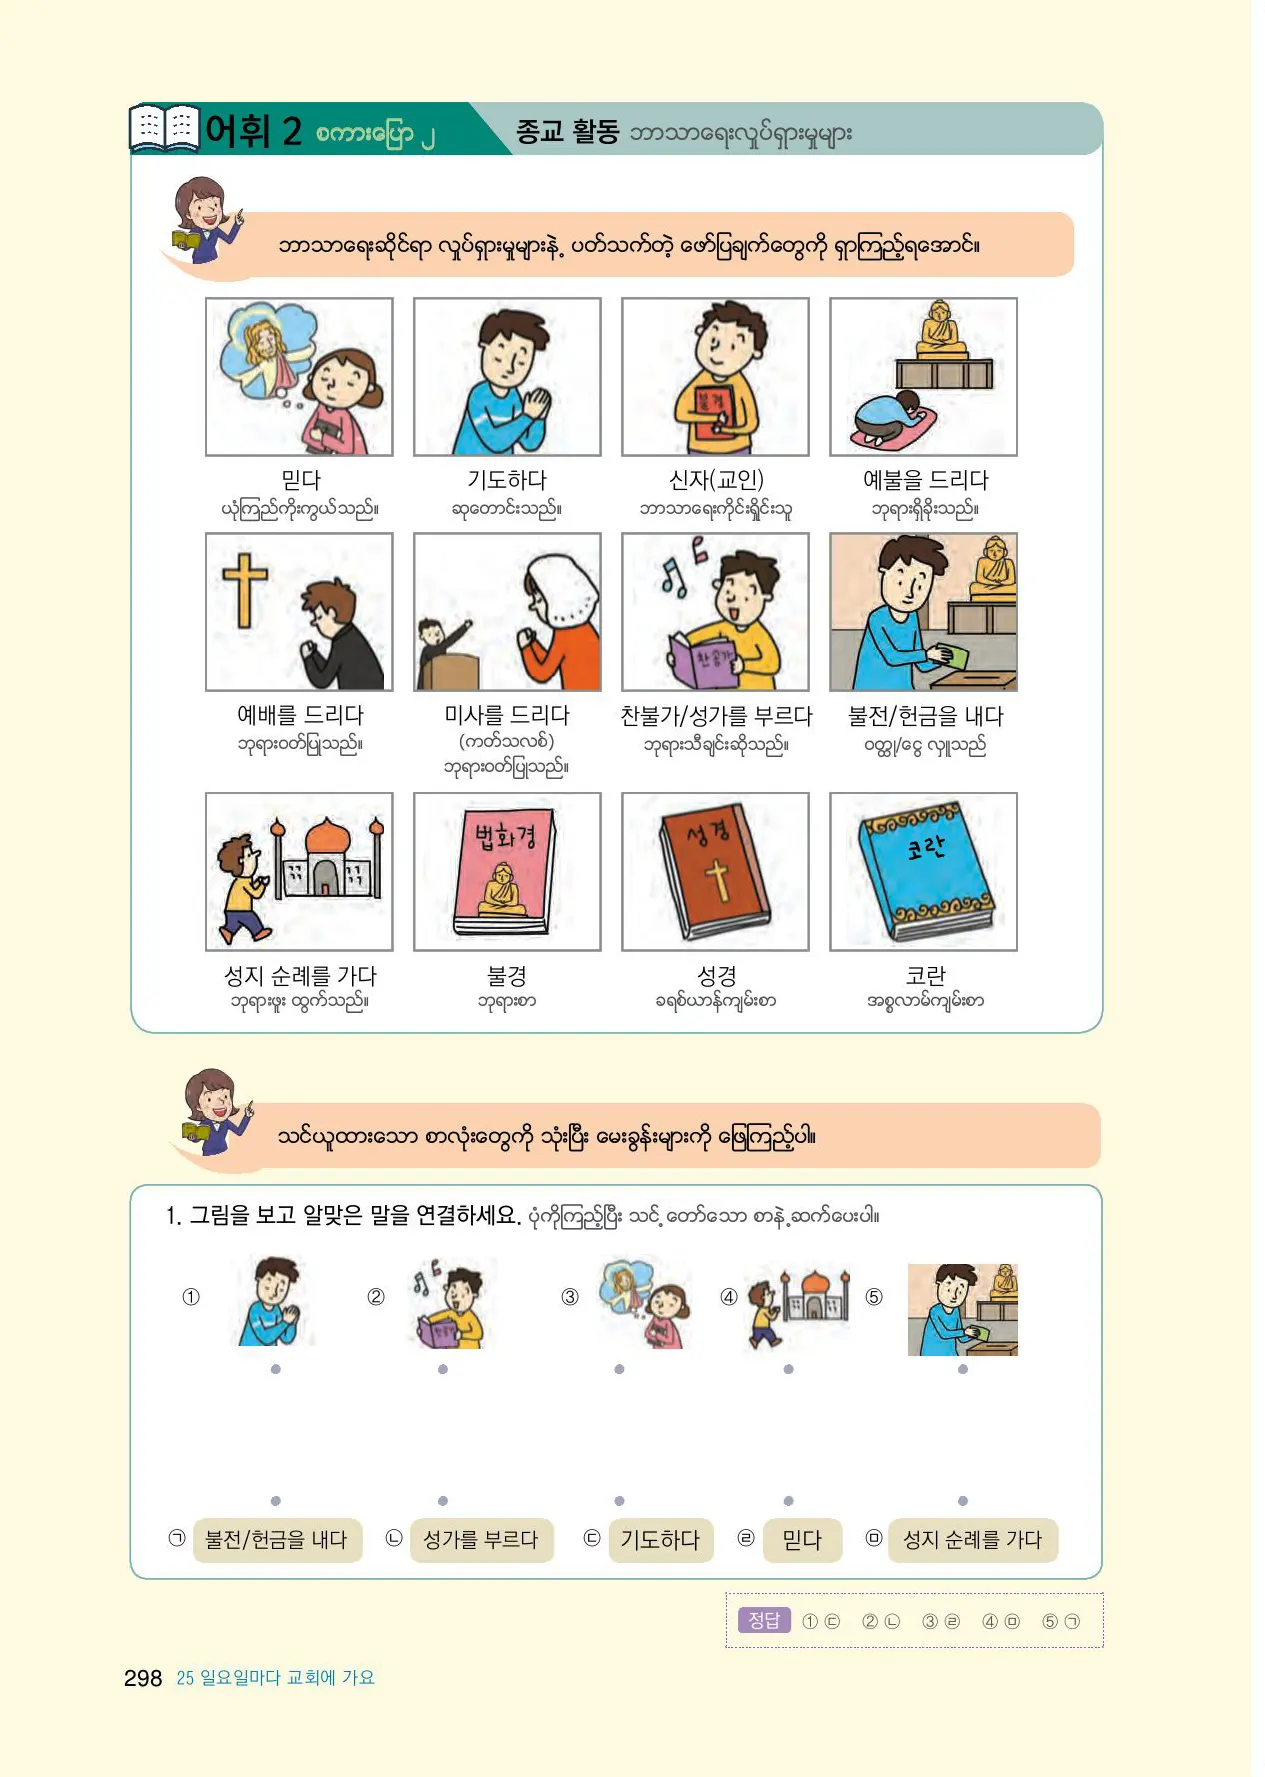 어휘 2 စကားပြော ၂ 종교 활동 ဘာသာရေးလှုပ်ရှားမှုများ
ဘာသာရေးဆိုင်ရာ လှုပ်ရှားမှုများနဲ့ ပတ်သက်တဲ့ ဖော်ပြချက်တွေကို ရှာကြည့်ရအောင်။
불경
믿다 기도하다 신자(교인) 예불을 드리다
ယုံကြည်ကိုးကွယ်သည်။ ဆုတောင်းသည်။ ဘာသာရေးကိုင်းရှိုင်းသူ ဘုရားရှိခိုးသည်။
찬송가
예배를 드리다 미사를 드리다 찬불가/성가를 부르다 불전/헌금을 내다
ဘုရားဝတ်ပြုသည်။ (ကတ်သလစ်) ဘုရားသီချင်းဆိုသည်။ ဝတ္ထု/ငွေ လှူသည်
ဘုရားဝတ်ပြုသည်။
법화경 성경 코란
성지 순례를 가다 불경 성경 코란
ဘုရားဖူး ထွက်သည်။ ဘုရားစာ ခရစ်ယာန်ကျမ်းစာ အစ္စလာမ်ကျမ်းစာ
သင်ယူထားသော စာလုံးတွေကို သုံးပြီး မေးခွန်းများကို ဖြေကြည့်ပါ။
1. 그림을 보고 알맞은 말을 연결하세요. ပုံကိုကြည့်ပြီး သင့်တော်သော စာနဲ့ဆက်ပေးပါ။
① ② ③ ④ ⑤
㉠ 불전/헌금을 내다 ㉡ 성가를 부르다 ㉢ 기도하다 ㉣ 믿다 ㉤ 성지 순례를 가다
정답 ① ㉢ ② ㉡ ③ ㉣ ④ ㉤ ⑤ ㉠
298 25 일요일마다 교회에 가요